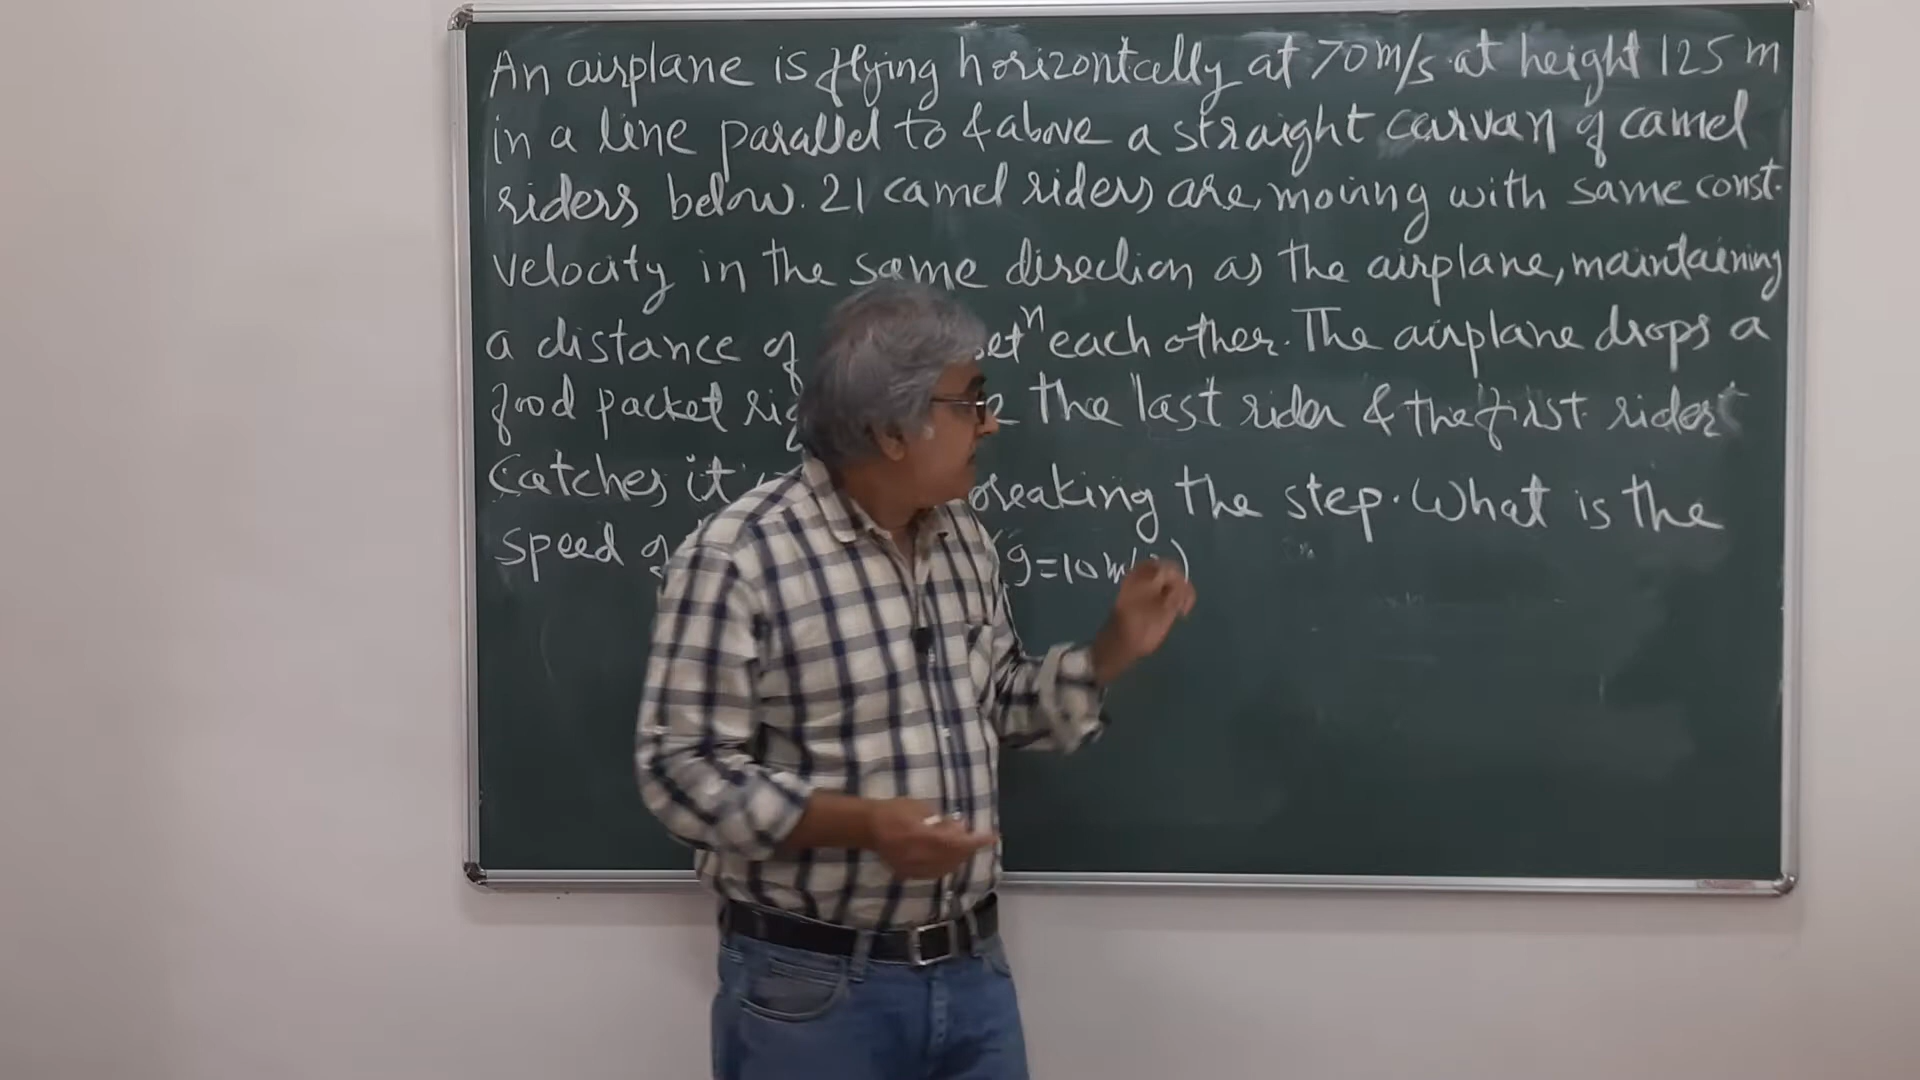 An airplane is flying horizontally at 70 m/s at height 125 m
in a line parallel to & above a straight carvan of camel
riders below. 21 camel riders are, moving with same const.
velocity in the same direction as the airplane, maintaining
a distance of betⁿ each other. The airplane drops a
food packet the last rider & the first rider
Catches it breaking the step. What is the
speed (g=10 m